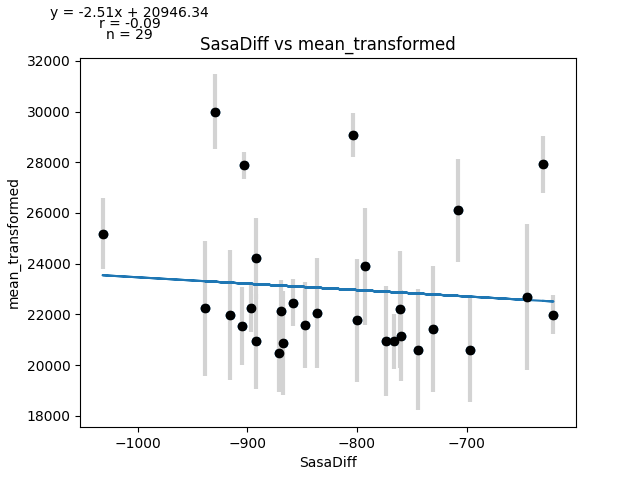 y = -2.51x + 20946.34
r = -0.09
n = 29
SasaDiff vs mean_transformed
32000
30000
28000
26000
24000
22000
20000
18000
mean_transformed
−1000
−900
−800
−700
SasaDiff